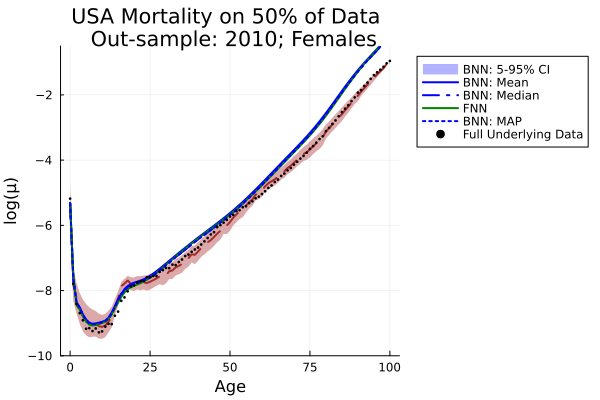 USA Mortality on 50% of Data
Out-sample: 2010; Females
BNN: 5-95% CI
BNN: Mean
BNN: Median
FNN
BNN: MAP
Full Underlying Data
log(μ)
−2
−4
−6
−8
−10
0 25 50 75 100
Age